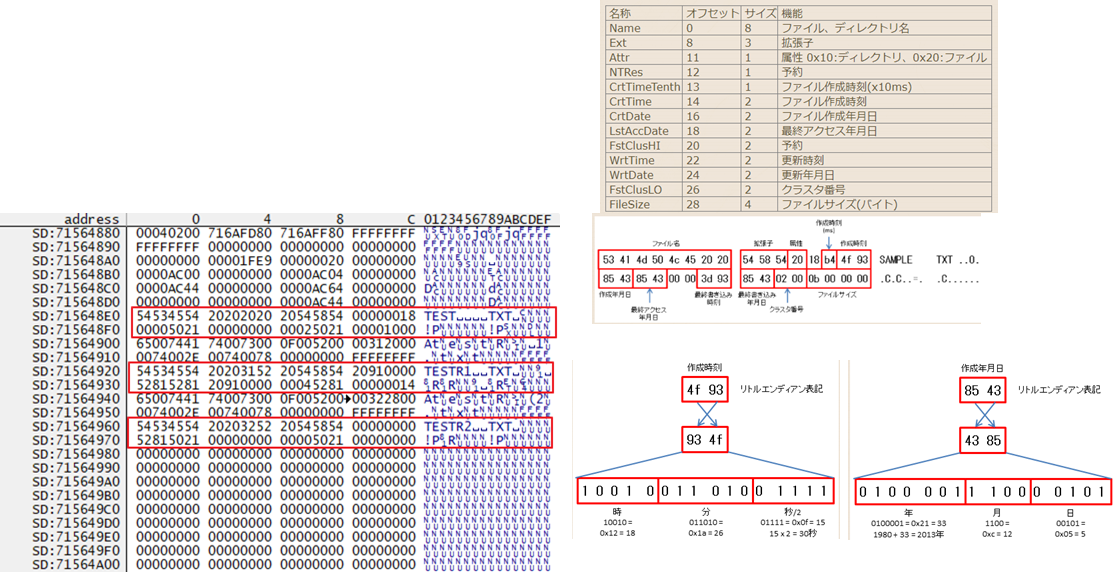 名称 オフセット サイズ 機能
Name 0 8 ファイル、ディレクトリ名
Ext 8 3 拡張子
Attr 11 1 属性 0x10:ディレクトリ、0x20:ファイル
NTRes 12 1 予約
CrtTimeTenth 13 1 ファイル作成時刻(x10ms)
CrtTime 14 2 ファイル作成時刻
CrtDate 16 2 ファイル作成年月日
LstAccDate 18 2 最終アクセス年月日
FstClusHI 20 2 予約
WrtTime 22 2 更新時刻
WrtDate 24 2 更新年月日
FstClusLO 26 2 クラスタ番号
FileSize 28 4 ファイルサイズ(バイト)
address 0 4 8 C 0123456789ABCDEF
SD:71564880 00040200 716AFD80 716AFF80 FFFFFFFF
SD:71564890 FFFFFFFF 00000000 00000000 00000000
SD:715648A0 00000000 00001FE9 00000020 00000000
SD:715648B0 0000AC00 00000000 0000AC04 00000000
SD:715648C0 0000AC44 00000000 0000AC64 00000000
SD:715648D0 00000000 00000000 0000AC44 00000000
SD:715648E0 54534554 20202020 20545854 00000018 TEST TXT
SD:715648F0 00005021 00000000 00025021 00001000 !P !P
SD:71564900 65007441 74007300 0F005200 00312000
SD:71564910 0074002E 00740078 00000000 FFFFFFFF
SD:71564920 54534554 20203152 20545854 20910000 TESTR1 TXT
SD:71564930 52815281 20910000 00045281 00000014
SD:71564940 65007441 74007300 0F005200 00322800
SD:71564950 0074002E 00740078 00000000 FFFFFFFF
SD:71564960 54534554 20203252 20545854 00000000 TESTR2 TXT
SD:71564970 52815021 00000000 00005021 00000000
SD:71564980 00000000 00000000 00000000 00000000
SD:71564990 00000000 00000000 00000000 00000000
SD:715649A0 00000000 00000000 00000000 00000000
SD:715649B0 00000000 00000000 00000000 00000000
SD:715649C0 00000000 00000000 00000000 00000000
SD:715649D0 00000000 00000000 00000000 00000000
SD:715649E0 00000000 00000000 00000000 00000000
SD:715649F0 00000000 00000000 00000000 00000000
SD:71564A00 00000000 00000000 00000000 00000000
作成時刻
(ms)
ファイル名 拡張子 属性 作成時刻
53 41 4d 50 4c 45 20 20 54 58 54 20 18 b4 4f 93 SAMPLE TXT ..O.
85 43 85 43 00 00 3d 93 85 43 02 00 0b 00 00 00 .C.C..=. .C......
作成年月日 最終書き込み 最終書き込み ファイルサイズ
時刻 年月日
最終アクセス クラスタ番号
年月日
作成時刻
4f 93 リトルエンディアン表記
93 4f
1 0 0 1 0 0 1 1 0 1 0 0 1 1 1 1
時 分 秒/2
10010 = 011010 = 01111 = 0x0f = 15
0x12 = 18 0x1a = 26 15 x 2 = 30秒
作成年月日
85 43 リトルエンディアン表記
43 85
0 1 0 0 0 0 1 1 1 0 0 0 0 1 0 1
年 月 日
0100001 = 0x21 = 33 1100 = 00101 =
1980 + 33 = 2013年 0xc = 12 0x05 = 5